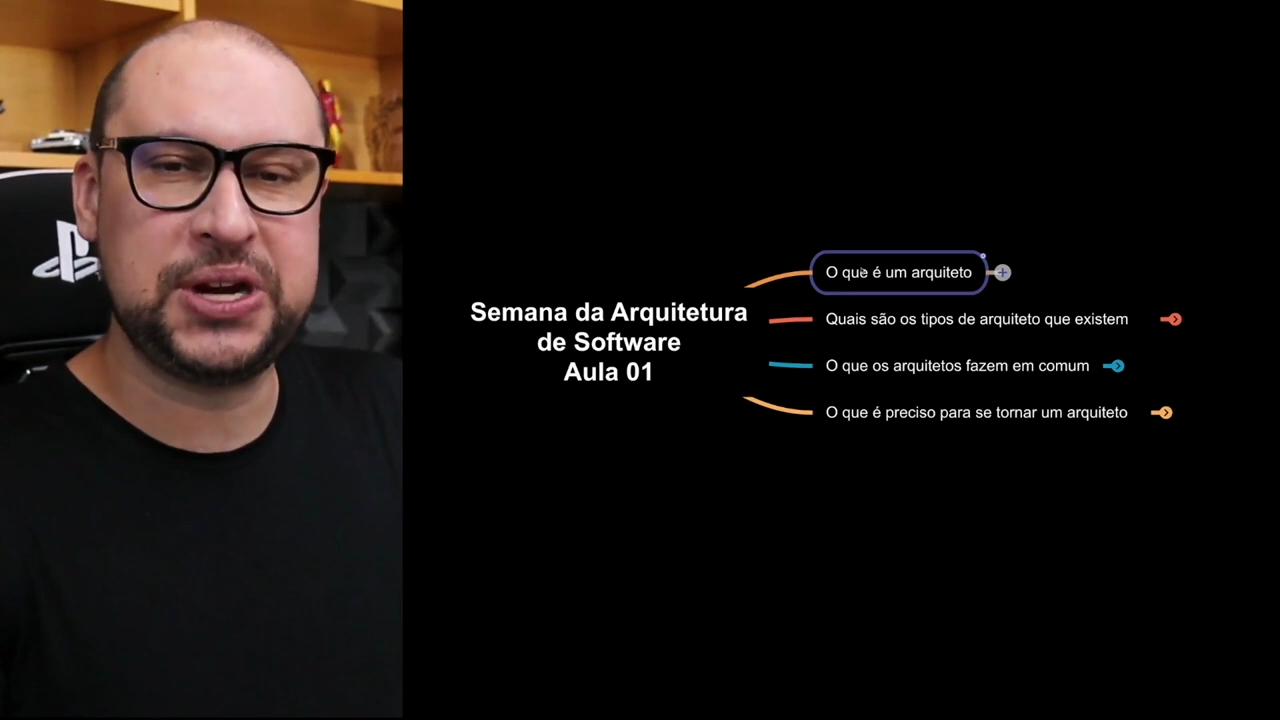 Semana da Arquitetura
de Software
Aula 01
O que é um arquiteto
Quais são os tipos de arquiteto que existem
O que os arquitetos fazem em comum
O que é preciso para se tornar um arquiteto